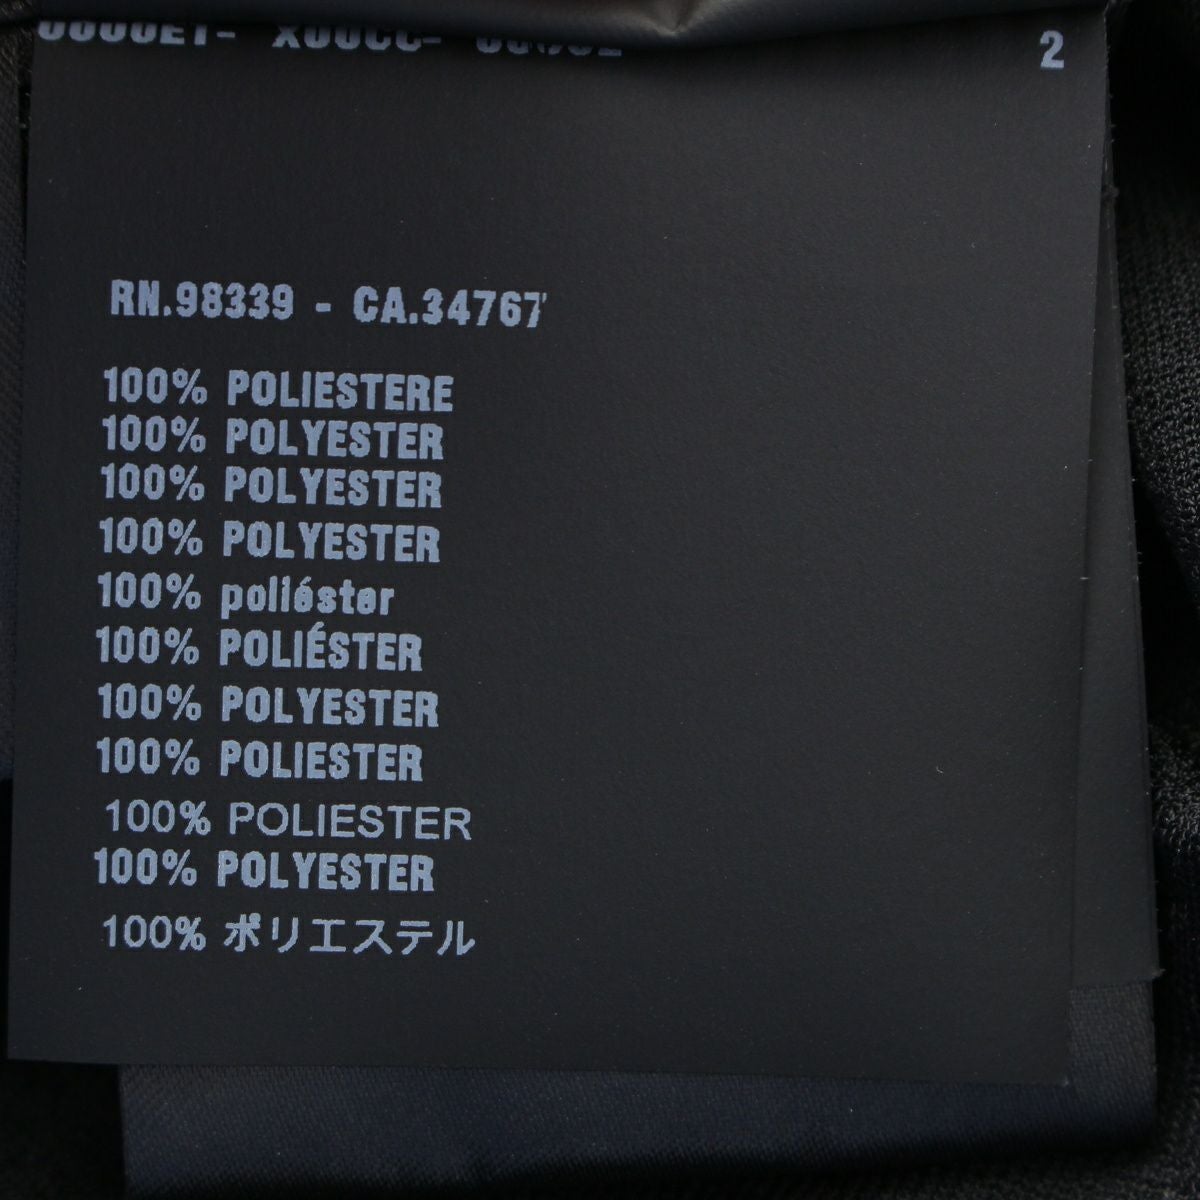 2
RN.98339 - CA.34767
100% POLIESTERE
100% POLYESTER
100% POLYESTER
100% POLYESTER
100% poliéster
100% POLIÉSTER
100% POLYESTER
100% POLIESTER
100% POLIESTER
100% POLYESTER
100% ポリエステル